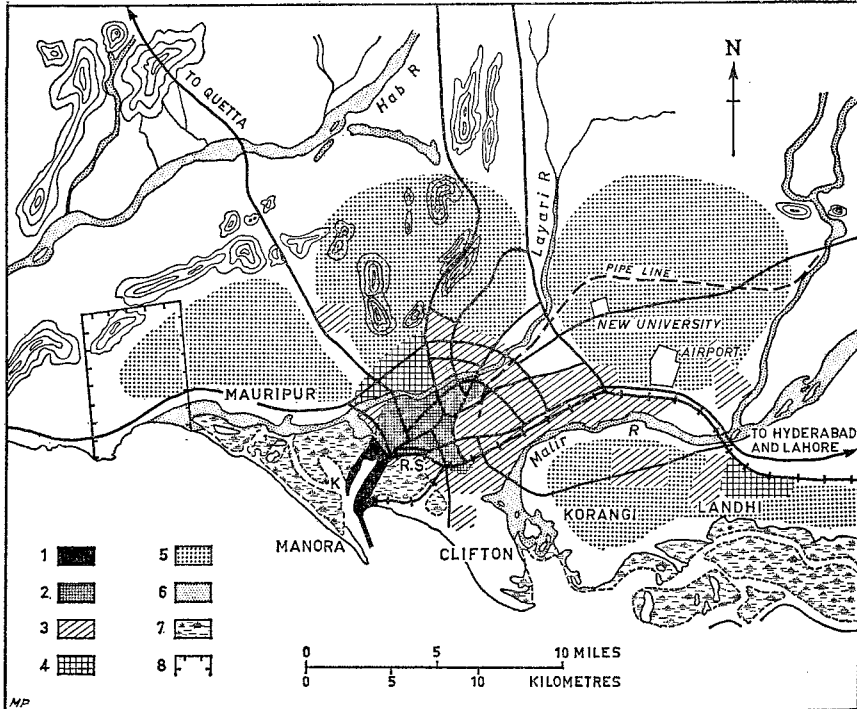 TO QUETTA
Hab R
N
Layari R
PIPE LINE
NEW UNIVERSITY
AIRPORT
MAURIPUR
TO HYDERABAD
AND LAHORE
Malir R
R.S.
K
KORANGI
LANDHI
MANORA
CLIFTON
1
2
3
4
5
6
7
8
0 5 10 MILES
0 5 10 KILOMETRES
MP